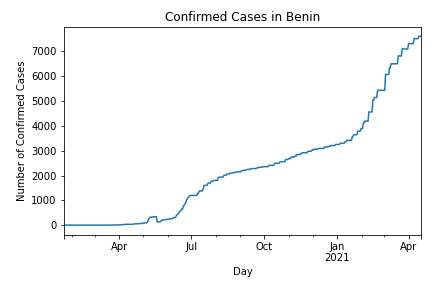 Confirmed Cases in Benin
Number of Confirmed Cases
7000
6000
5000
4000
3000
2000
1000
0
Apr
Jul
Oct
Jan
2021
Apr
Day